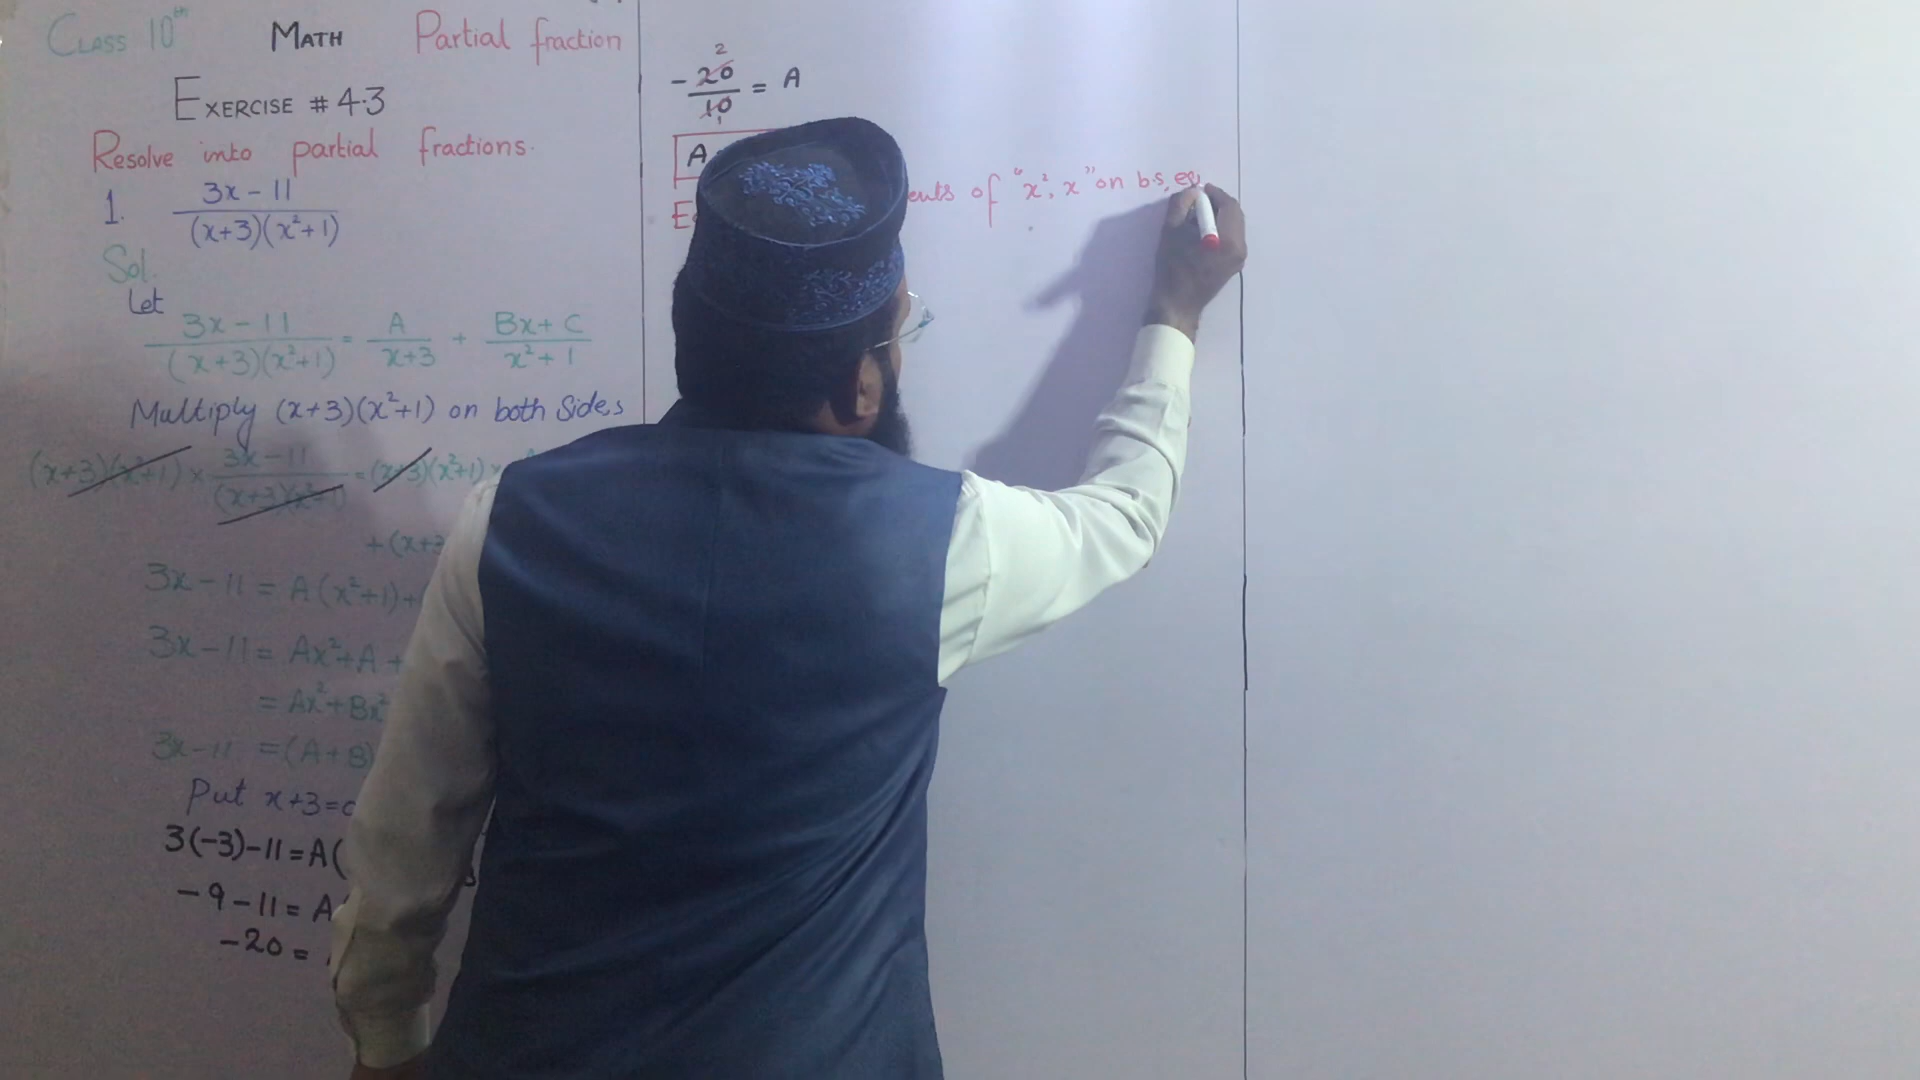 Class 10th Math Partial fraction
Exercise # 4.3
Resolve into partial fractions.
1. 3x - 11
(x+3)(x²+1)
Sol.
Let
3x - 11 / (x+3)(x²+1) = A / x+3 + Bx+C / x²+1
Multiply (x+3)(x²+1) on both Sides
(x+3)(x²+1) × 3x-11 / (x+3)(x²+1) = (x+3)(x²+1) ×
+(x+3
3x-11 = A(x²+1)+(
3x-11 = Ax²+A+
= Ax²+Bx²
3x-11 = (A+B)
Put x+3=0
3(-3)-11=A(
-9-11=A
-20 =
-20/10 = A
2
1
A
of "x², x" on b.s, eq